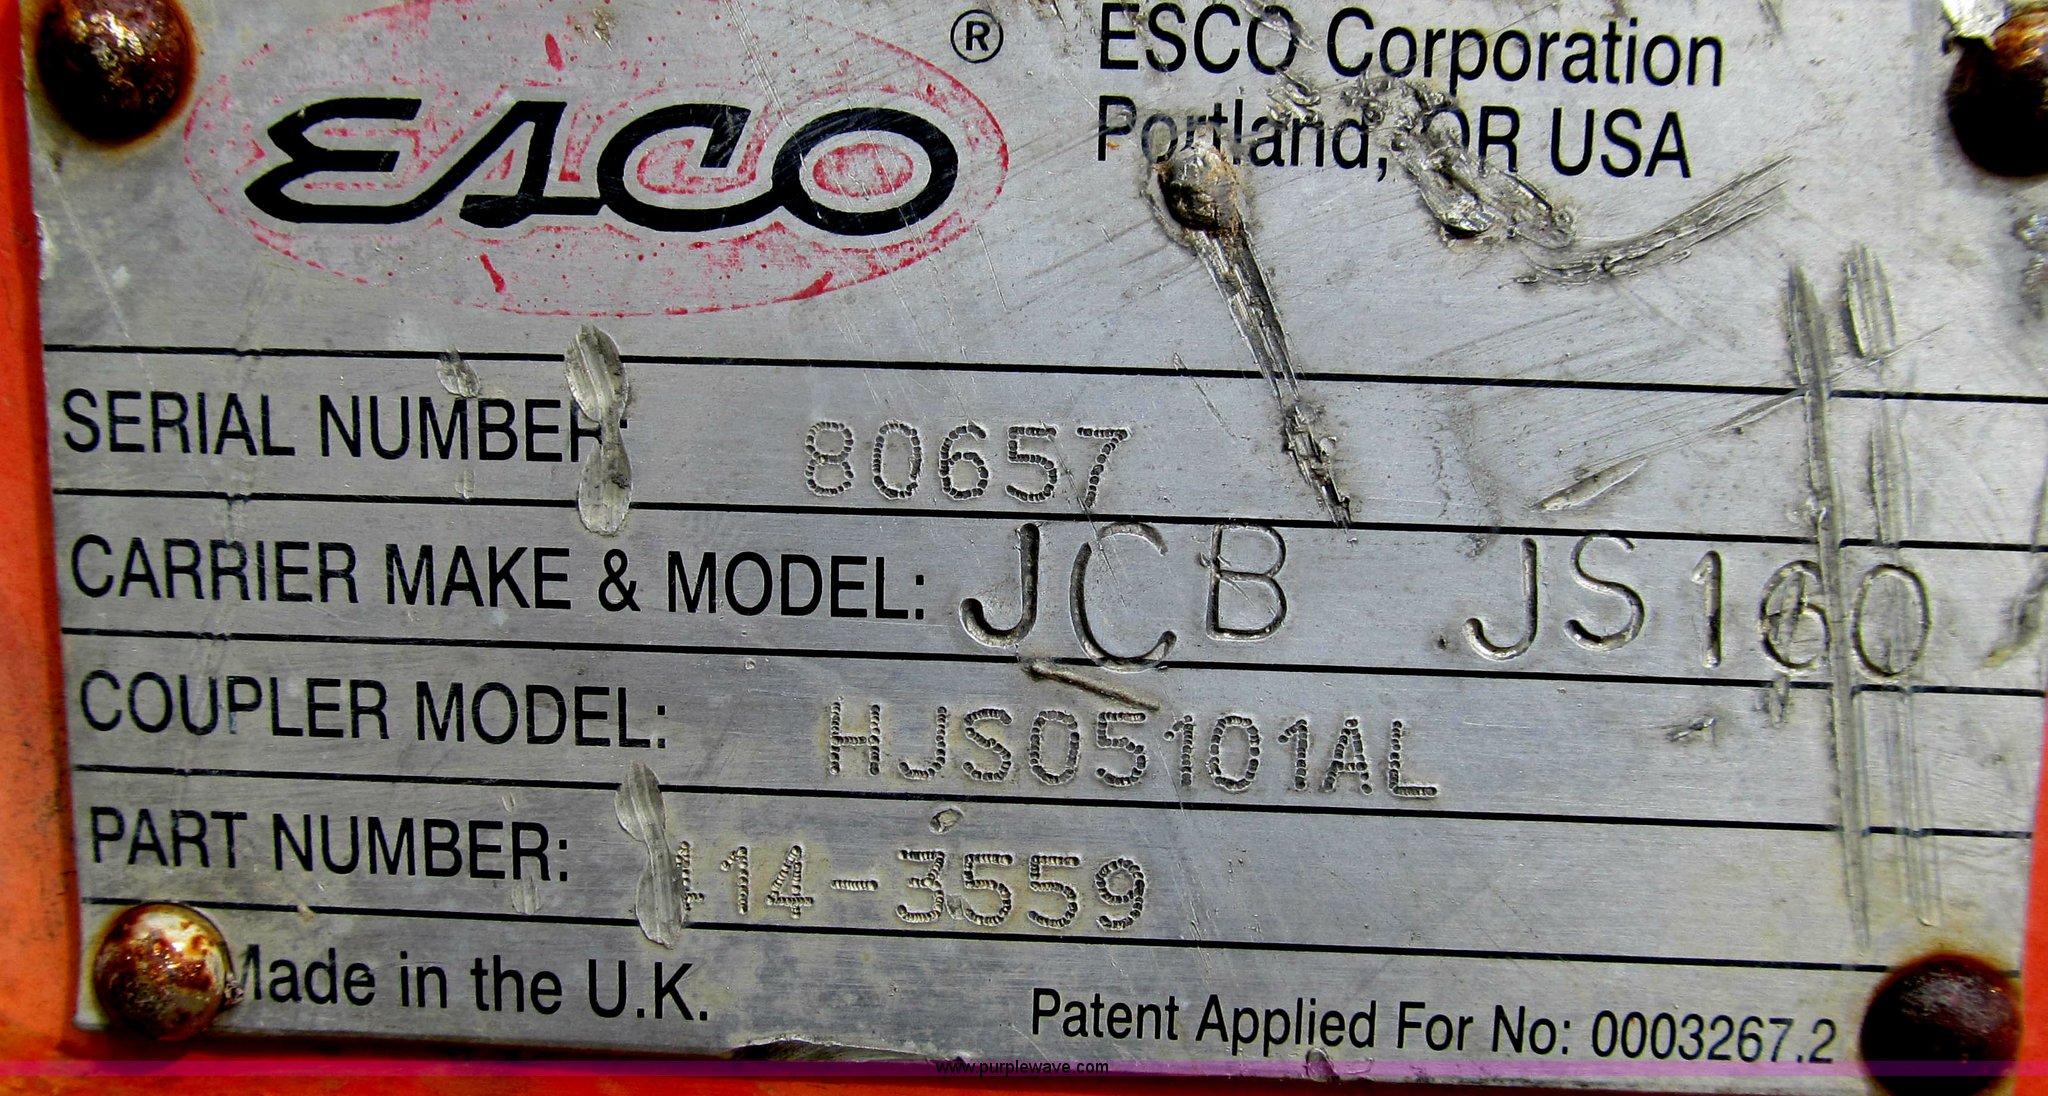 ESCO ®
ESCO Corporation
Portland, OR USA
SERIAL NUMBER: 80657
CARRIER MAKE & MODEL: JCB JS160
COUPLER MODEL: HJS05101AL
PART NUMBER: 114-3559
Made in the U.K.
Patent Applied For No: 0003267.2
www.purplewave.com